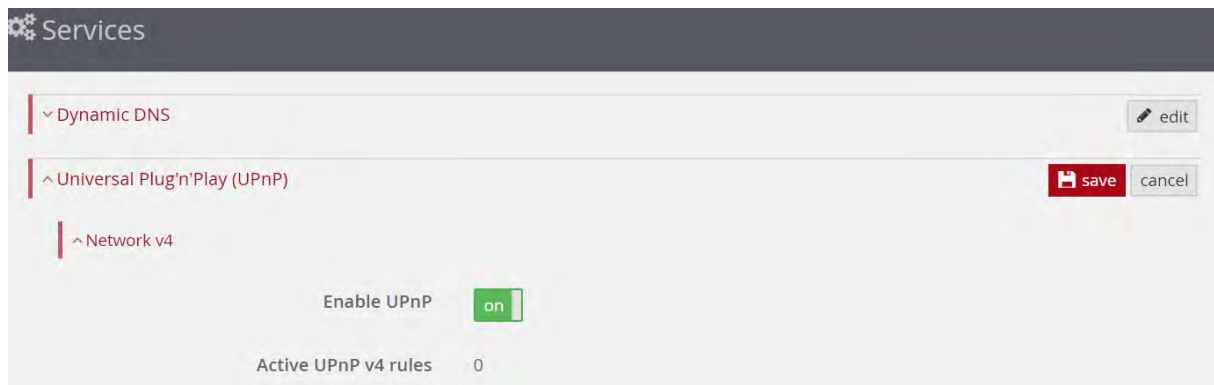 Services
Dynamic DNS
edit
Universal Plug'n'Play (UPnP)
save cancel
Network v4
Enable UPnP on
Active UPnP v4 rules 0